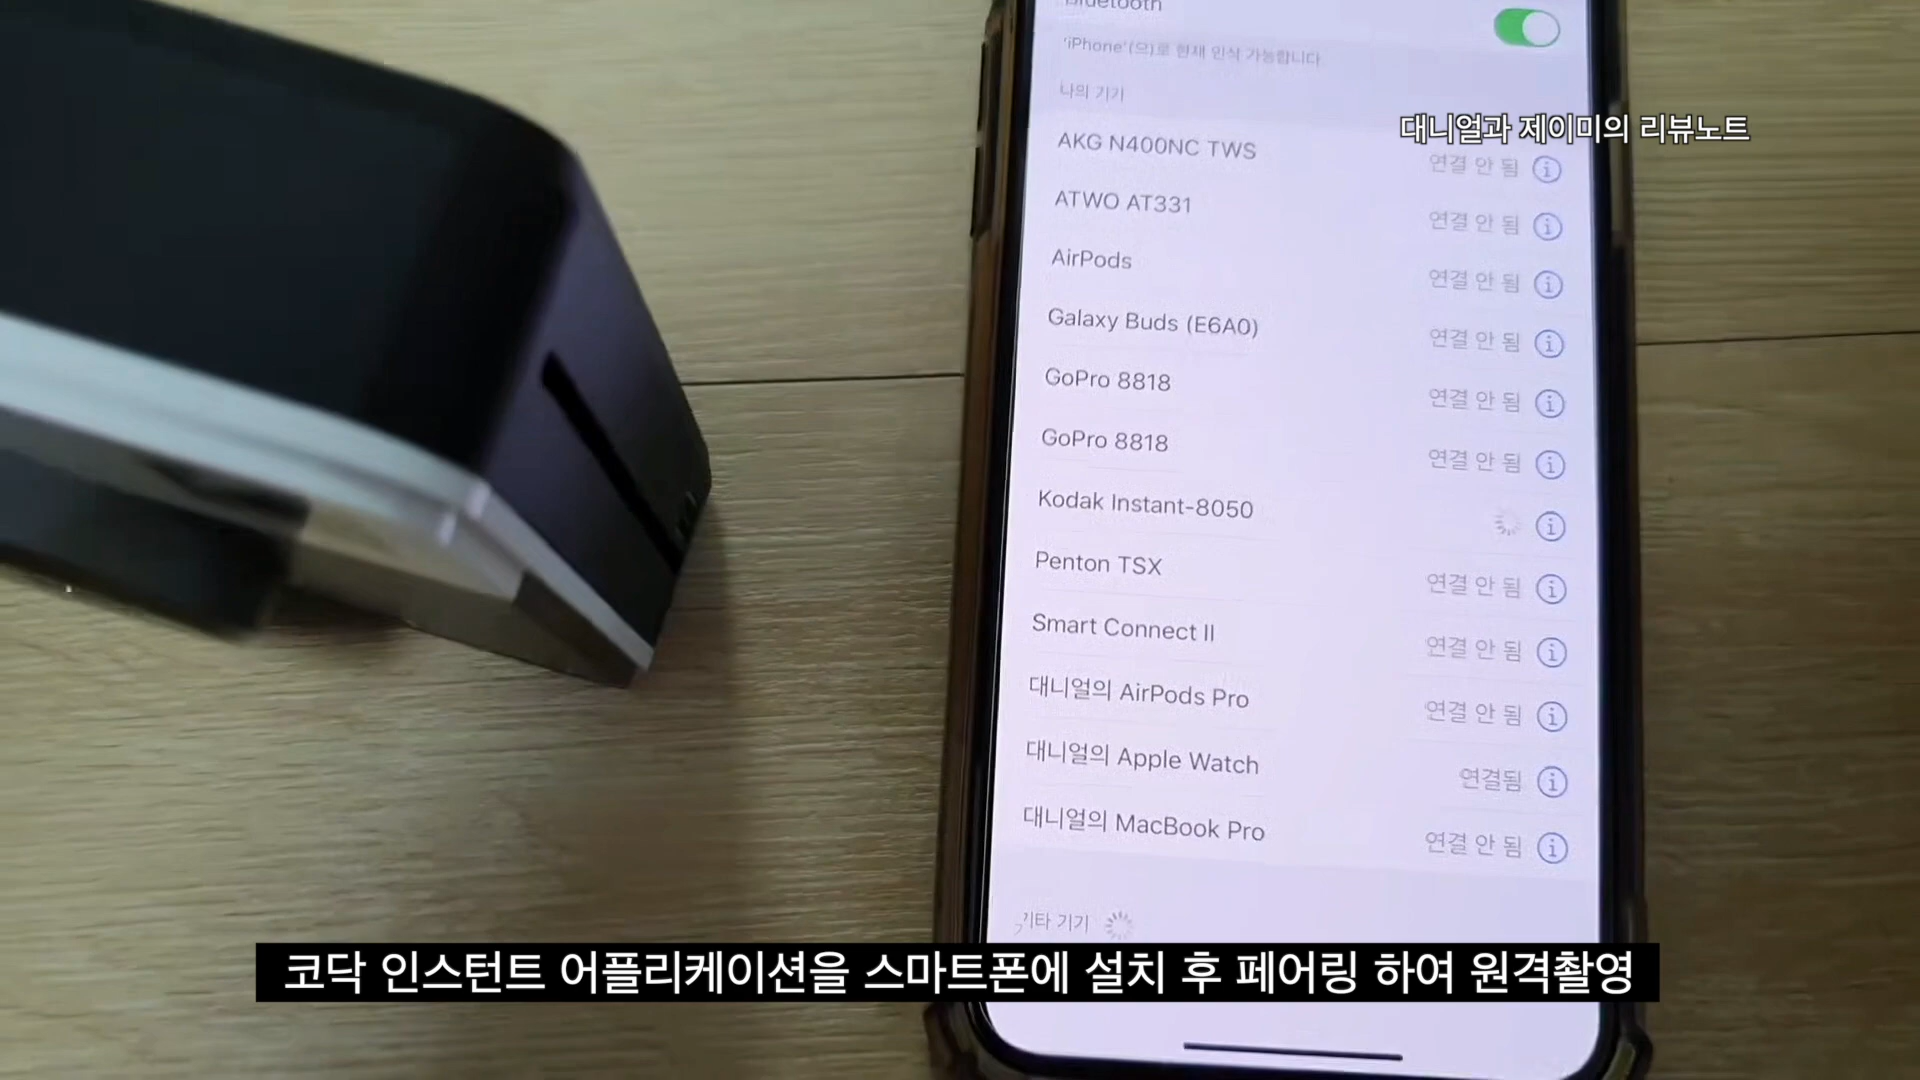 Bluetooth
'iPhone'(으)로 현재 인식 가능합니다
나의 기기
대니얼과 제이미의 리뷰노트
AKG N400NC TWS 연결 안 됨
ATWO AT331 연결 안 됨
AirPods 연결 안 됨
Galaxy Buds (E6A0) 연결 안 됨
GoPro 8818 연결 안 됨
GoPro 8818 연결 안 됨
Kodak Instant-8050
Penton TSX 연결 안 됨
Smart Connect II 연결 안 됨
대니얼의 AirPods Pro 연결 안 됨
대니얼의 Apple Watch 연결됨
대니얼의 MacBook Pro 연결 안 됨
기타 기기
코닥 인스턴트 어플리케이션을 스마트폰에 설치 후 페어링 하여 원격촬영